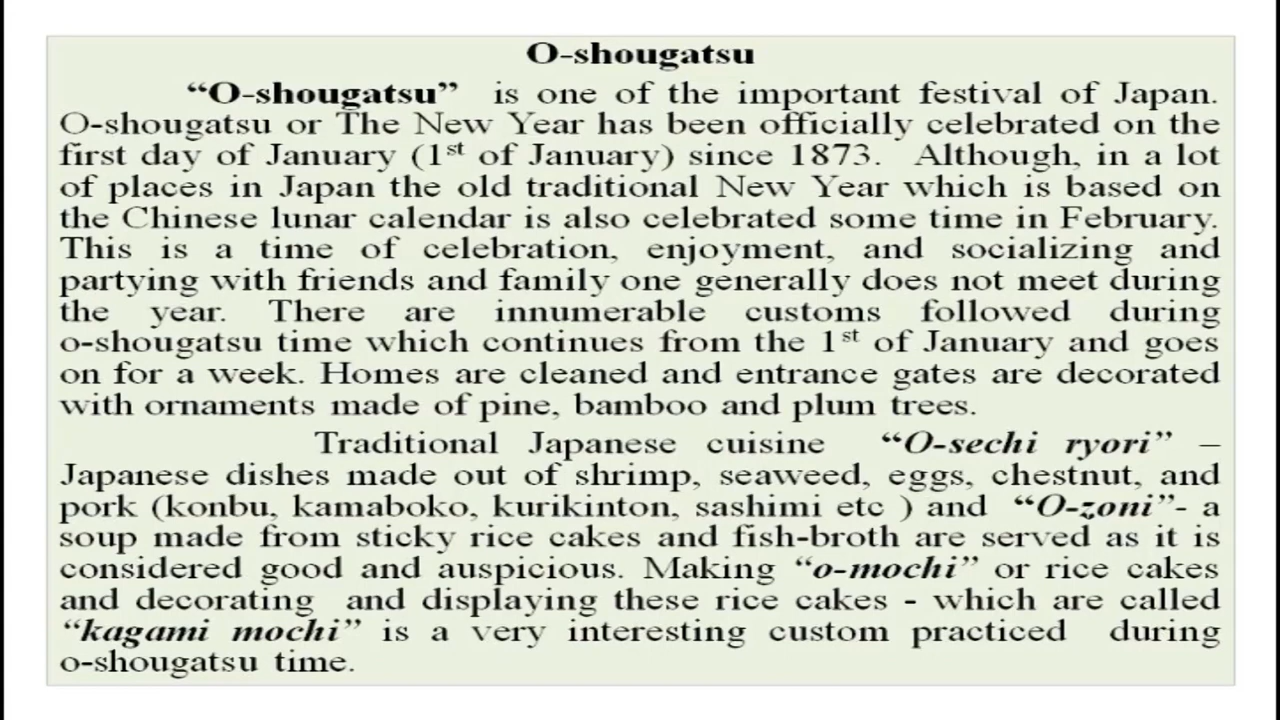 O-shougatsu
“O-shougatsu” is one of the important festival of Japan.
O-shougatsu or The New Year has been officially celebrated on the
first day of January (1st of January) since 1873. Although, in a lot
of places in Japan the old traditional New Year which is based on
the Chinese lunar calendar is also celebrated some time in February.
This is a time of celebration, enjoyment, and socializing and
partying with friends and family one generally does not meet during
the year. There are innumerable customs followed during
o-shougatsu time which continues from the 1st of January and goes
on for a week. Homes are cleaned and entrance gates are decorated
with ornaments made of pine, bamboo and plum trees.
Traditional Japanese cuisine “O-sechi ryori” –
Japanese dishes made out of shrimp, seaweed, eggs, chestnut, and
pork (konbu, kamaboko, kurikinton, sashimi etc ) and “O-zoni”- a
soup made from sticky rice cakes and fish-broth are served as it is
considered good and auspicious. Making “o-mochi” or rice cakes
and decorating and displaying these rice cakes - which are called
“kagami mochi” is a very interesting custom practiced during
o-shougatsu time.